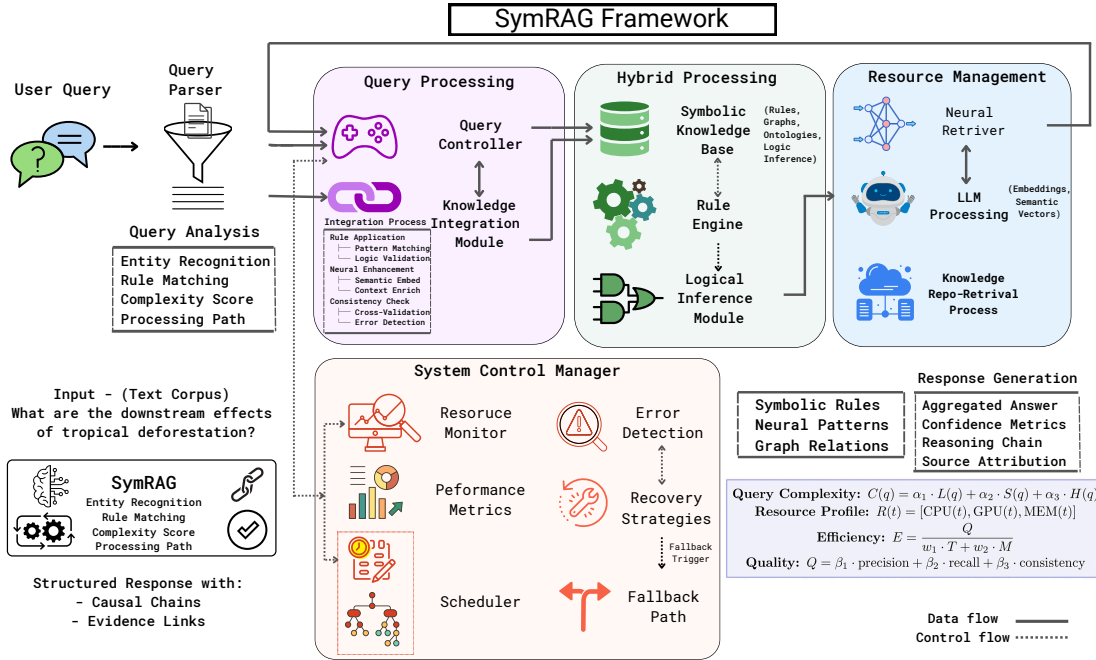 SymRAG Framework
User Query
Query
Parser
Query Analysis
Entity Recognition
Rule Matching
Complexity Score
Processing Path
Query Processing
Query
Controller
Knowledge
Integration
Module
Integration Process
Rule Application
Pattern Matching
Logic Validation
Neural Enhancement
Semantic Embed
Context Enrich
Consistency Check
Cross-Validation
Error Detection
Hybrid Processing
Symbolic
Knowledge
Base
(Rules,
Graphs,
Ontologies,
Logic
Inference)
Rule
Engine
Logical
Inference
Module
Resource Management
Neural
Retriver
LLM
Processing
(Embeddings,
Semantic
Vectors)
Knowledge
Repo-Retrival
Process
System Control Manager
Resoruce
Monitor
Peformance
Metrics
Scheduler
Error
Detection
Recovery
Strategies
Fallback
Trigger
Fallback
Path
Input - (Text Corpus)
What are the downstream effects
of tropical deforestation?
SymRAG
Entity Recognition
Rule Matching
Complexity Score
Processing Path
Structured Response with:
- Causal Chains
- Evidence Links
Symbolic Rules
Neural Patterns
Graph Relations
Response Generation
Aggregated Answer
Confidence Metrics
Reasoning Chain
Source Attribution
Query Complexity: C(q) = α₁ · L(q) + α₂ · S(q) + α₃ · H(q)
Resource Profile: R(t) = [CPU(t), GPU(t), MEM(t)]
Efficiency: E = Q / (w₁ · T + w₂ · M)
Quality: Q = β₁ · precision + β₂ · recall + β₃ · consistency
Data flow
Control flow